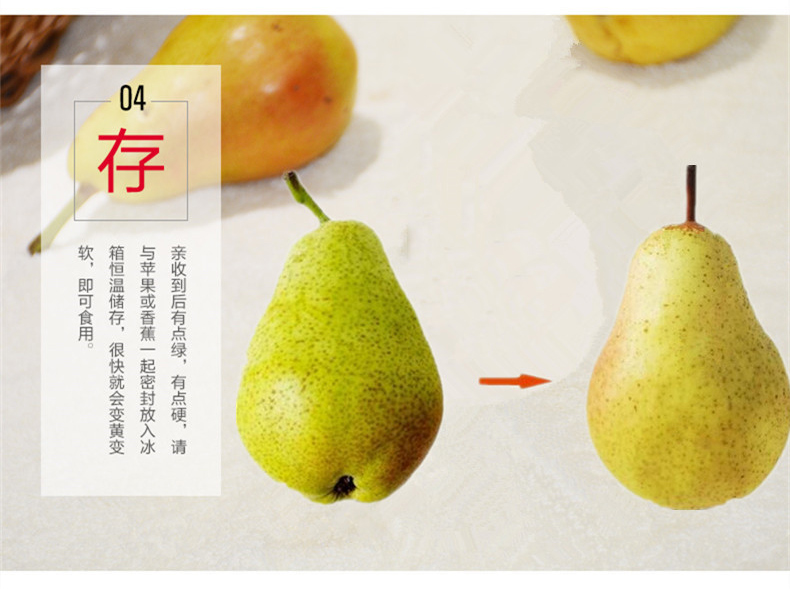 04
存
亲收到后有点绿，有点硬，请
与苹果或香蕉一起密封放入冰
箱恒温储存，很快就会变黄变
软，即可食用。